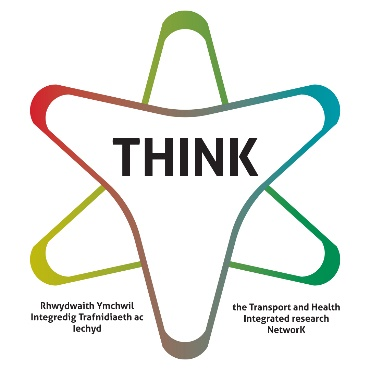 THINK
Rhwydwaith Ymchwil
Integredig Trafnidiaeth ac
Iechyd
the Transport and Health
Integrated research
NetworK